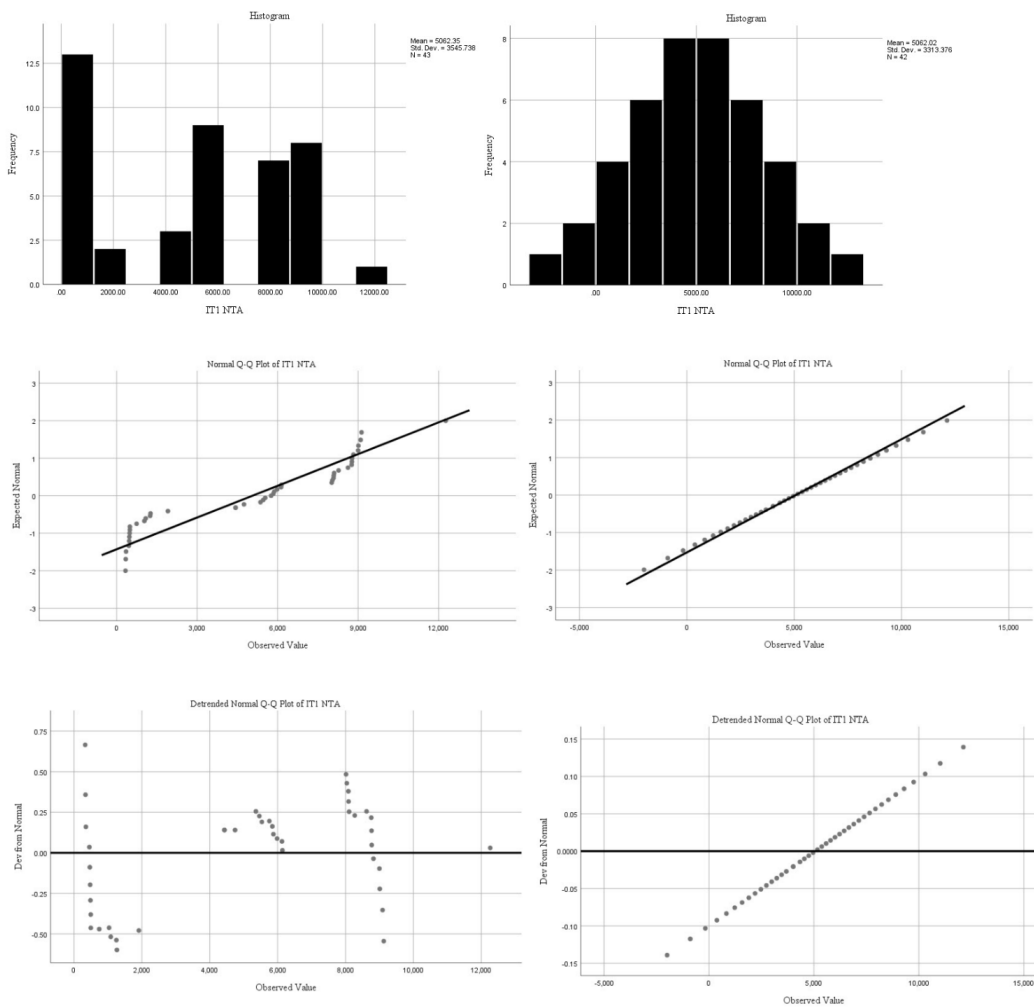 Histogram
Mean = 5062.35
Std. Dev. = 3545.738
N = 43
12.5
10.0
7.5
5.0
2.5
0.0
Frequency
.00 2000.00 4000.00 6000.00 8000.00 10000.00 12000.00
IT1 NTA
Histogram
Mean = 5062.02
Std. Dev. = 3313.376
N = 42
8
6
4
2
0
Frequency
.00 5000.00 10000.00
IT1 NTA
Normal Q-Q Plot of IT1 NTA
3
2
1
0
-1
-2
-3
Expected Normal
0 3,000 6,000 9,000 12,000
Observed Value
Normal Q-Q Plot of IT1 NTA
3
2
1
0
-1
-2
-3
Expected Normal
-5,000 0 5,000 10,000 15,000
Observed Value
Detrended Normal Q-Q Plot of IT1 NTA
0.75
0.50
0.25
0.00
-0.25
-0.50
Dev from Normal
0 2,000 4,000 6,000 8,000 10,000 12,000
Observed Value
Detrended Normal Q-Q Plot of IT1 NTA
0.15
0.10
0.05
0.0000
-0.05
-0.10
-0.15
Dev from Normal
-5,000 0 5,000 10,000 15,000
Observed Value